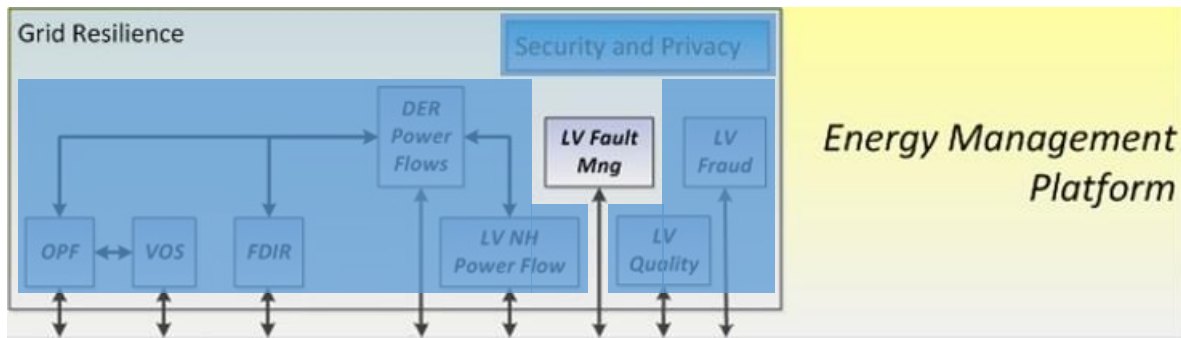 Grid Resilience
Security and Privacy
DER
Power
Flows
LV Fault
Mng
LV
Fraud
Energy Management
Platform
OPF
VOS
FDIR
LV NH
Power Flow
LV
Quality